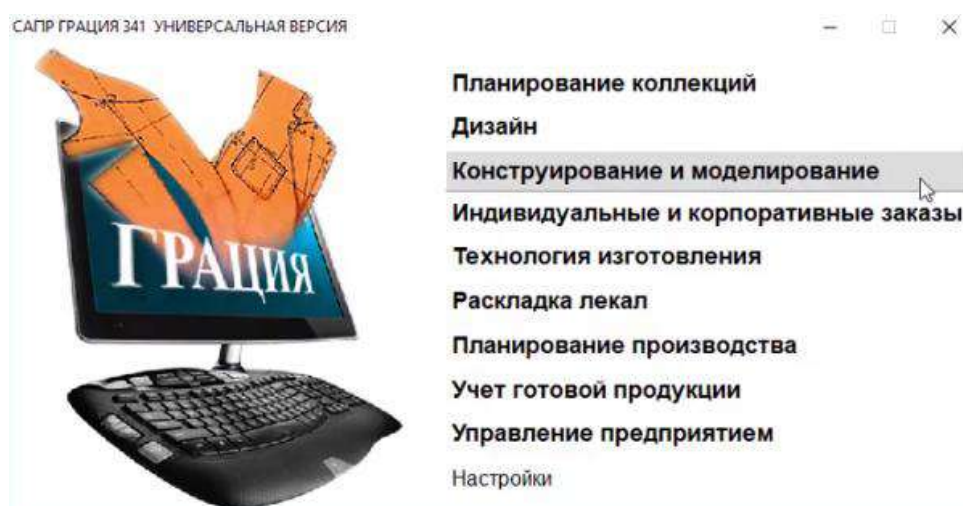 САПР ГРАЦИЯ 341 УНИВЕРСАЛЬНАЯ ВЕРСИЯ
ГРАЦИЯ
Планирование коллекций
Дизайн
Конструирование и моделирование
Индивидуальные и корпоративные заказы
Технология изготовления
Раскладка лекал
Планирование производства
Учет готовой продукции
Управление предприятием
Настройки